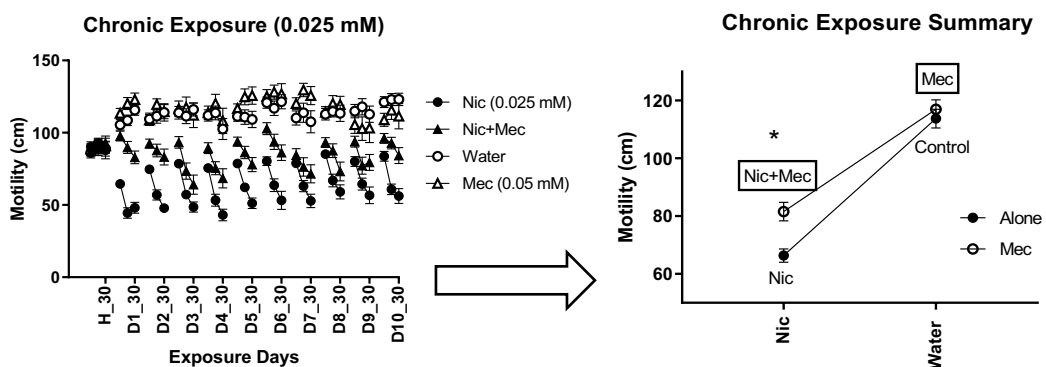 Chronic Exposure (0.025 mM)
Motility (cm)
150
100
50
0
H_30
D1_30
D2_30
D3_30
D4_30
D5_30
D6_30
D7_30
D8_30
D9_30
D10_30
Exposure Days
Nic (0.025 mM)
Nic+Mec
Water
Mec (0.05 mM)
Chronic Exposure Summary
Motility (cm)
120
100
80
60
Mec
*
Control
Nic+Mec
Nic
Alone
Mec
Nic
Water